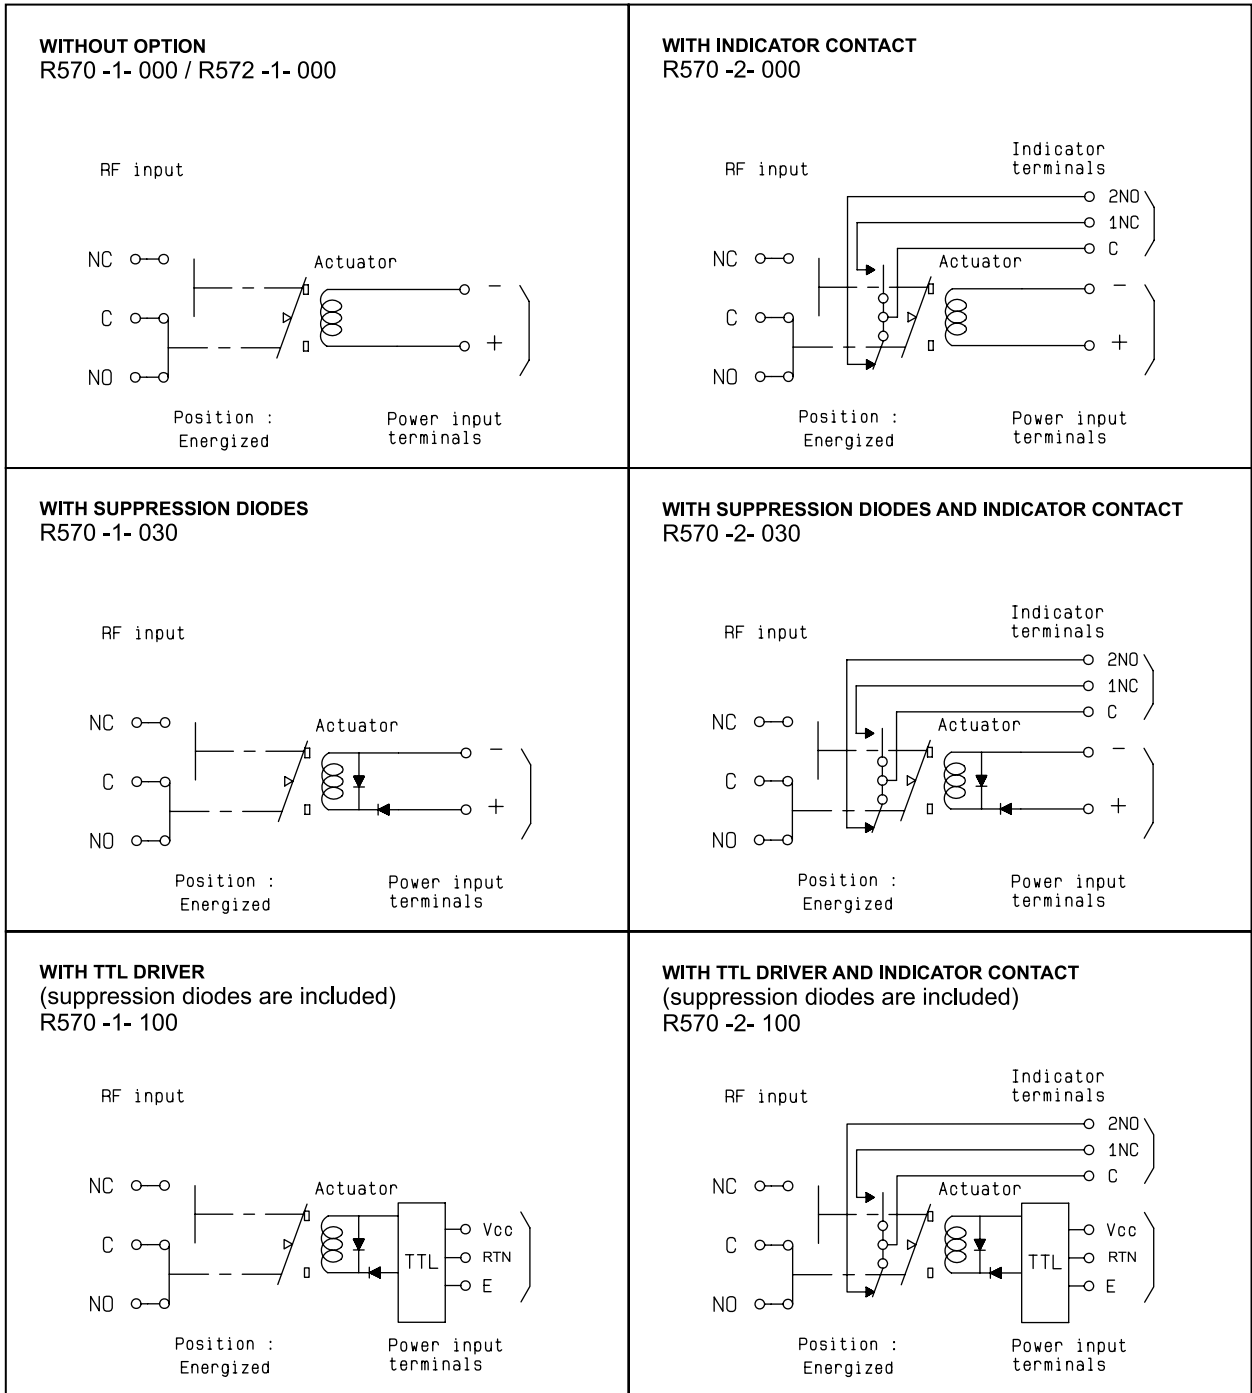 WITHOUT OPTION
R570 -1- 000 / R572 -1- 000
RF input
NC
Actuator
-
C
+
NO
Position :
Energized
Power input
terminals
WITH INDICATOR CONTACT
R570 -2- 000
Indicator
terminals
RF input
2NO
1NC
C
NC
Actuator
-
C
+
NO
Position :
Energized
Power input
terminals
WITH SUPPRESSION DIODES
R570 -1- 030
RF input
NC
Actuator
-
C
+
NO
Position :
Energized
Power input
terminals
WITH SUPPRESSION DIODES AND INDICATOR CONTACT
R570 -2- 030
Indicator
terminals
RF input
2NO
1NC
C
NC
Actuator
-
C
+
NO
Position :
Energized
Power input
terminals
WITH TTL DRIVER
(suppression diodes are included)
R570 -1- 100
RF input
NC
Actuator
Vcc
C
TTL
RTN
E
NO
Position :
Energized
Power input
terminals
WITH TTL DRIVER AND INDICATOR CONTACT
(suppression diodes are included)
R570 -2- 100
Indicator
terminals
RF input
2NO
1NC
C
NC
Actuator
Vcc
C
TTL
RTN
E
NO
Position :
Energized
Power input
terminals